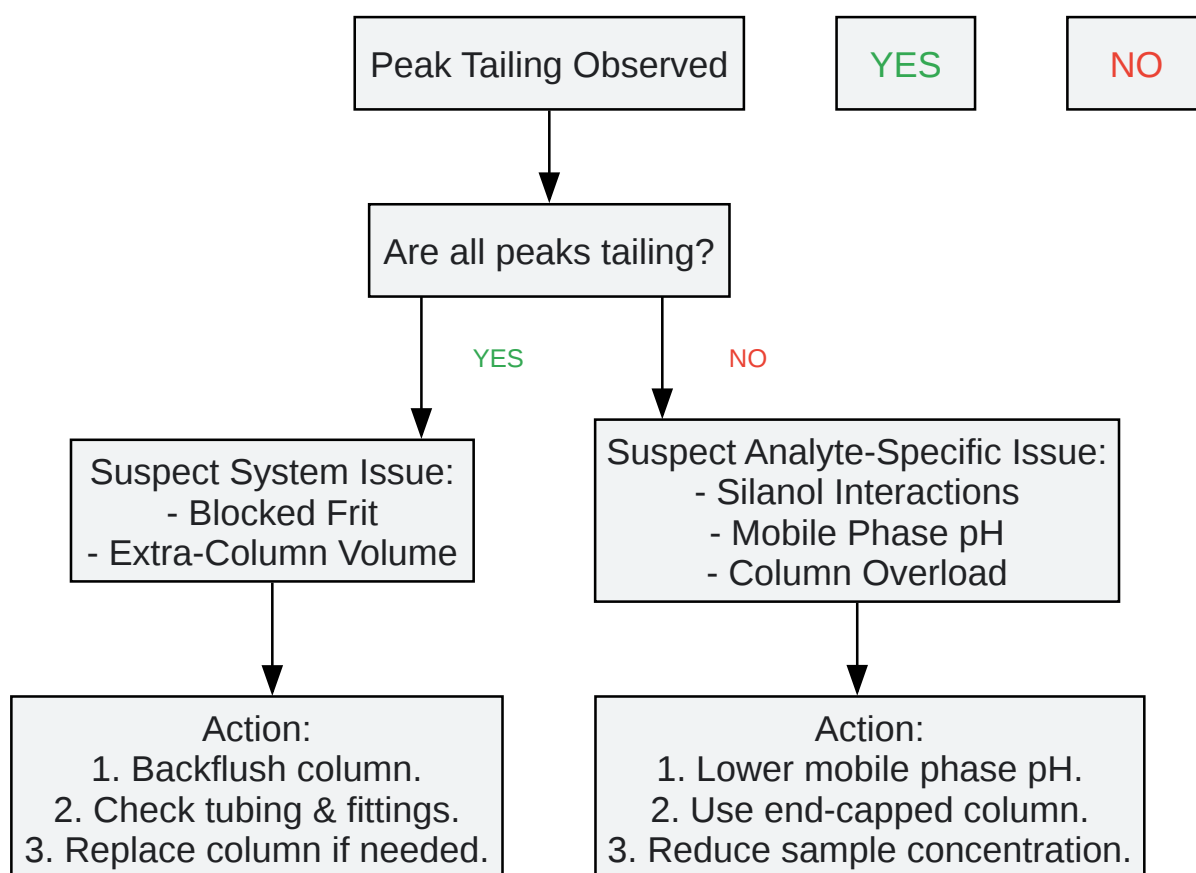 Peak Tailing Observed
YES
NO
Are all peaks tailing?
YES
NO
Suspect System Issue:
- Blocked Frit
- Extra-Column Volume
Suspect Analyte-Specific Issue:
- Silanol Interactions
- Mobile Phase pH
- Column Overload
Action:
1. Backflush column.
2. Check tubing & fittings.
3. Replace column if needed.
Action:
1. Lower mobile phase pH.
2. Use end-capped column.
3. Reduce sample concentration.